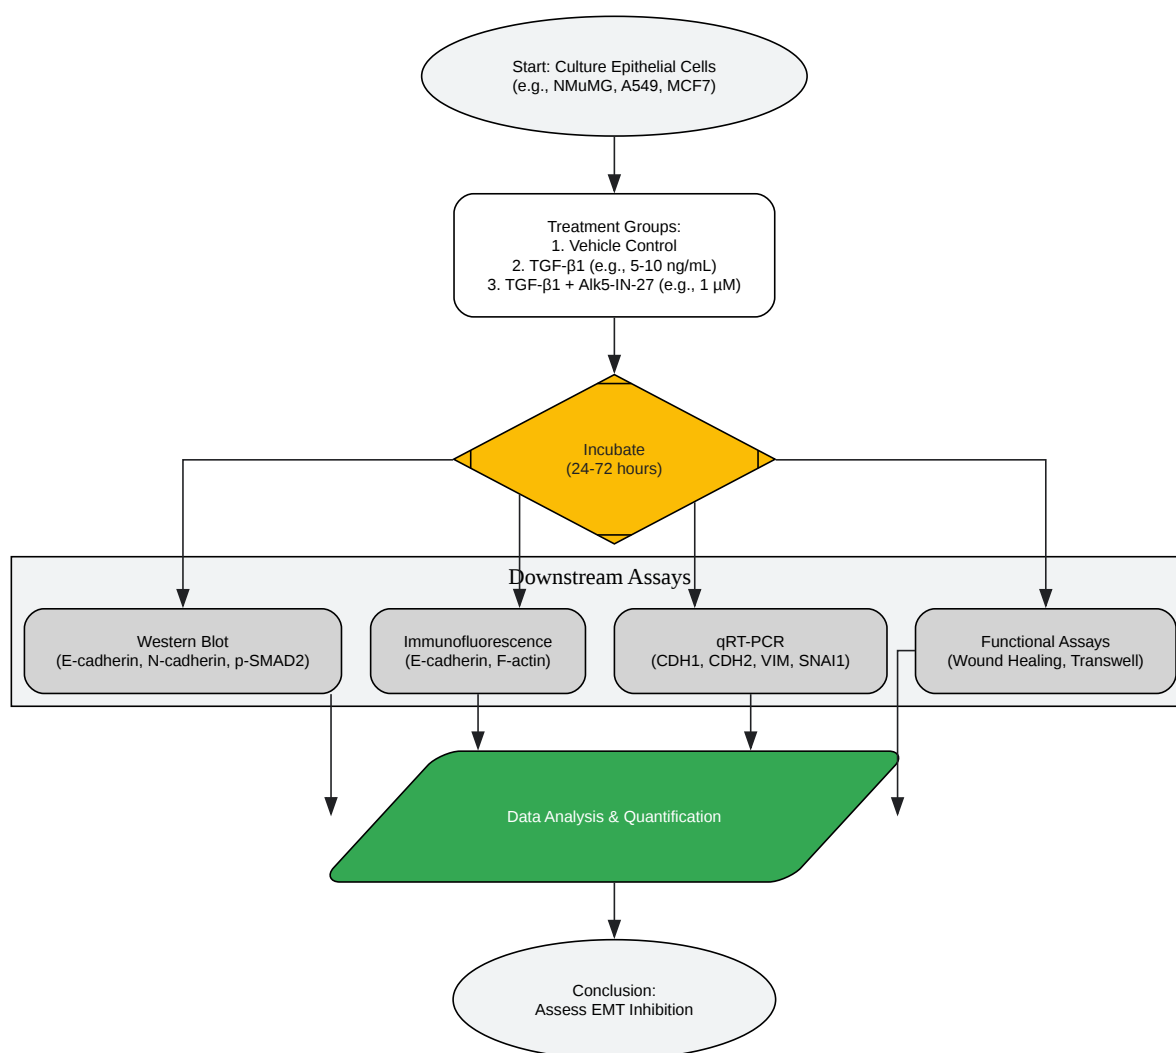 Start: Culture Epithelial Cells
(e.g., NMuMG, A549, MCF7)
Treatment Groups:
1. Vehicle Control
2. TGF-β1 (e.g., 5-10 ng/mL)
3. TGF-β1 + Alk5-IN-27 (e.g., 1 µM)
Incubate
(24-72 hours)
Downstream Assays
Western Blot
(E-cadherin, N-cadherin, p-SMAD2)
Immunofluorescence
(E-cadherin, F-actin)
qRT-PCR
(CDH1, CDH2, VIM, SNAI1)
Functional Assays
(Wound Healing, Transwell)
Data Analysis & Quantification
Conclusion:
Assess EMT Inhibition